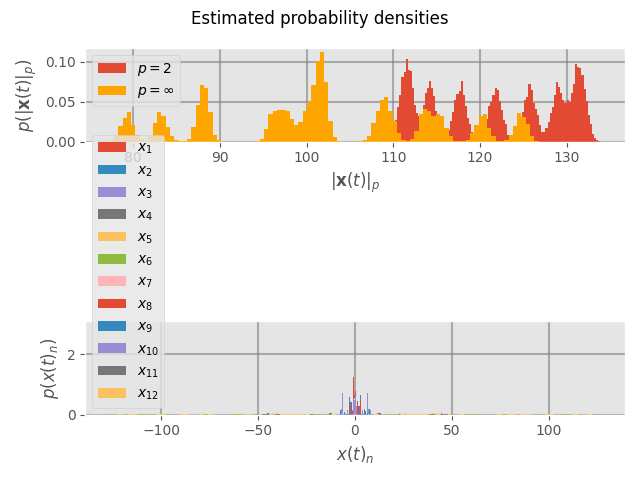 Estimated probability densities
p(|x(t)|_p)
0.10
0.05
0.00
p = 2
p = ∞
80 90 100 110 120 130
|x(t)|_p
x_1
x_2
x_3
x_4
x_5
x_6
x_7
x_8
x_9
x_10
x_11
x_12
p(x(t)_n)
2
0
−100 −50 0 50 100
x(t)_n